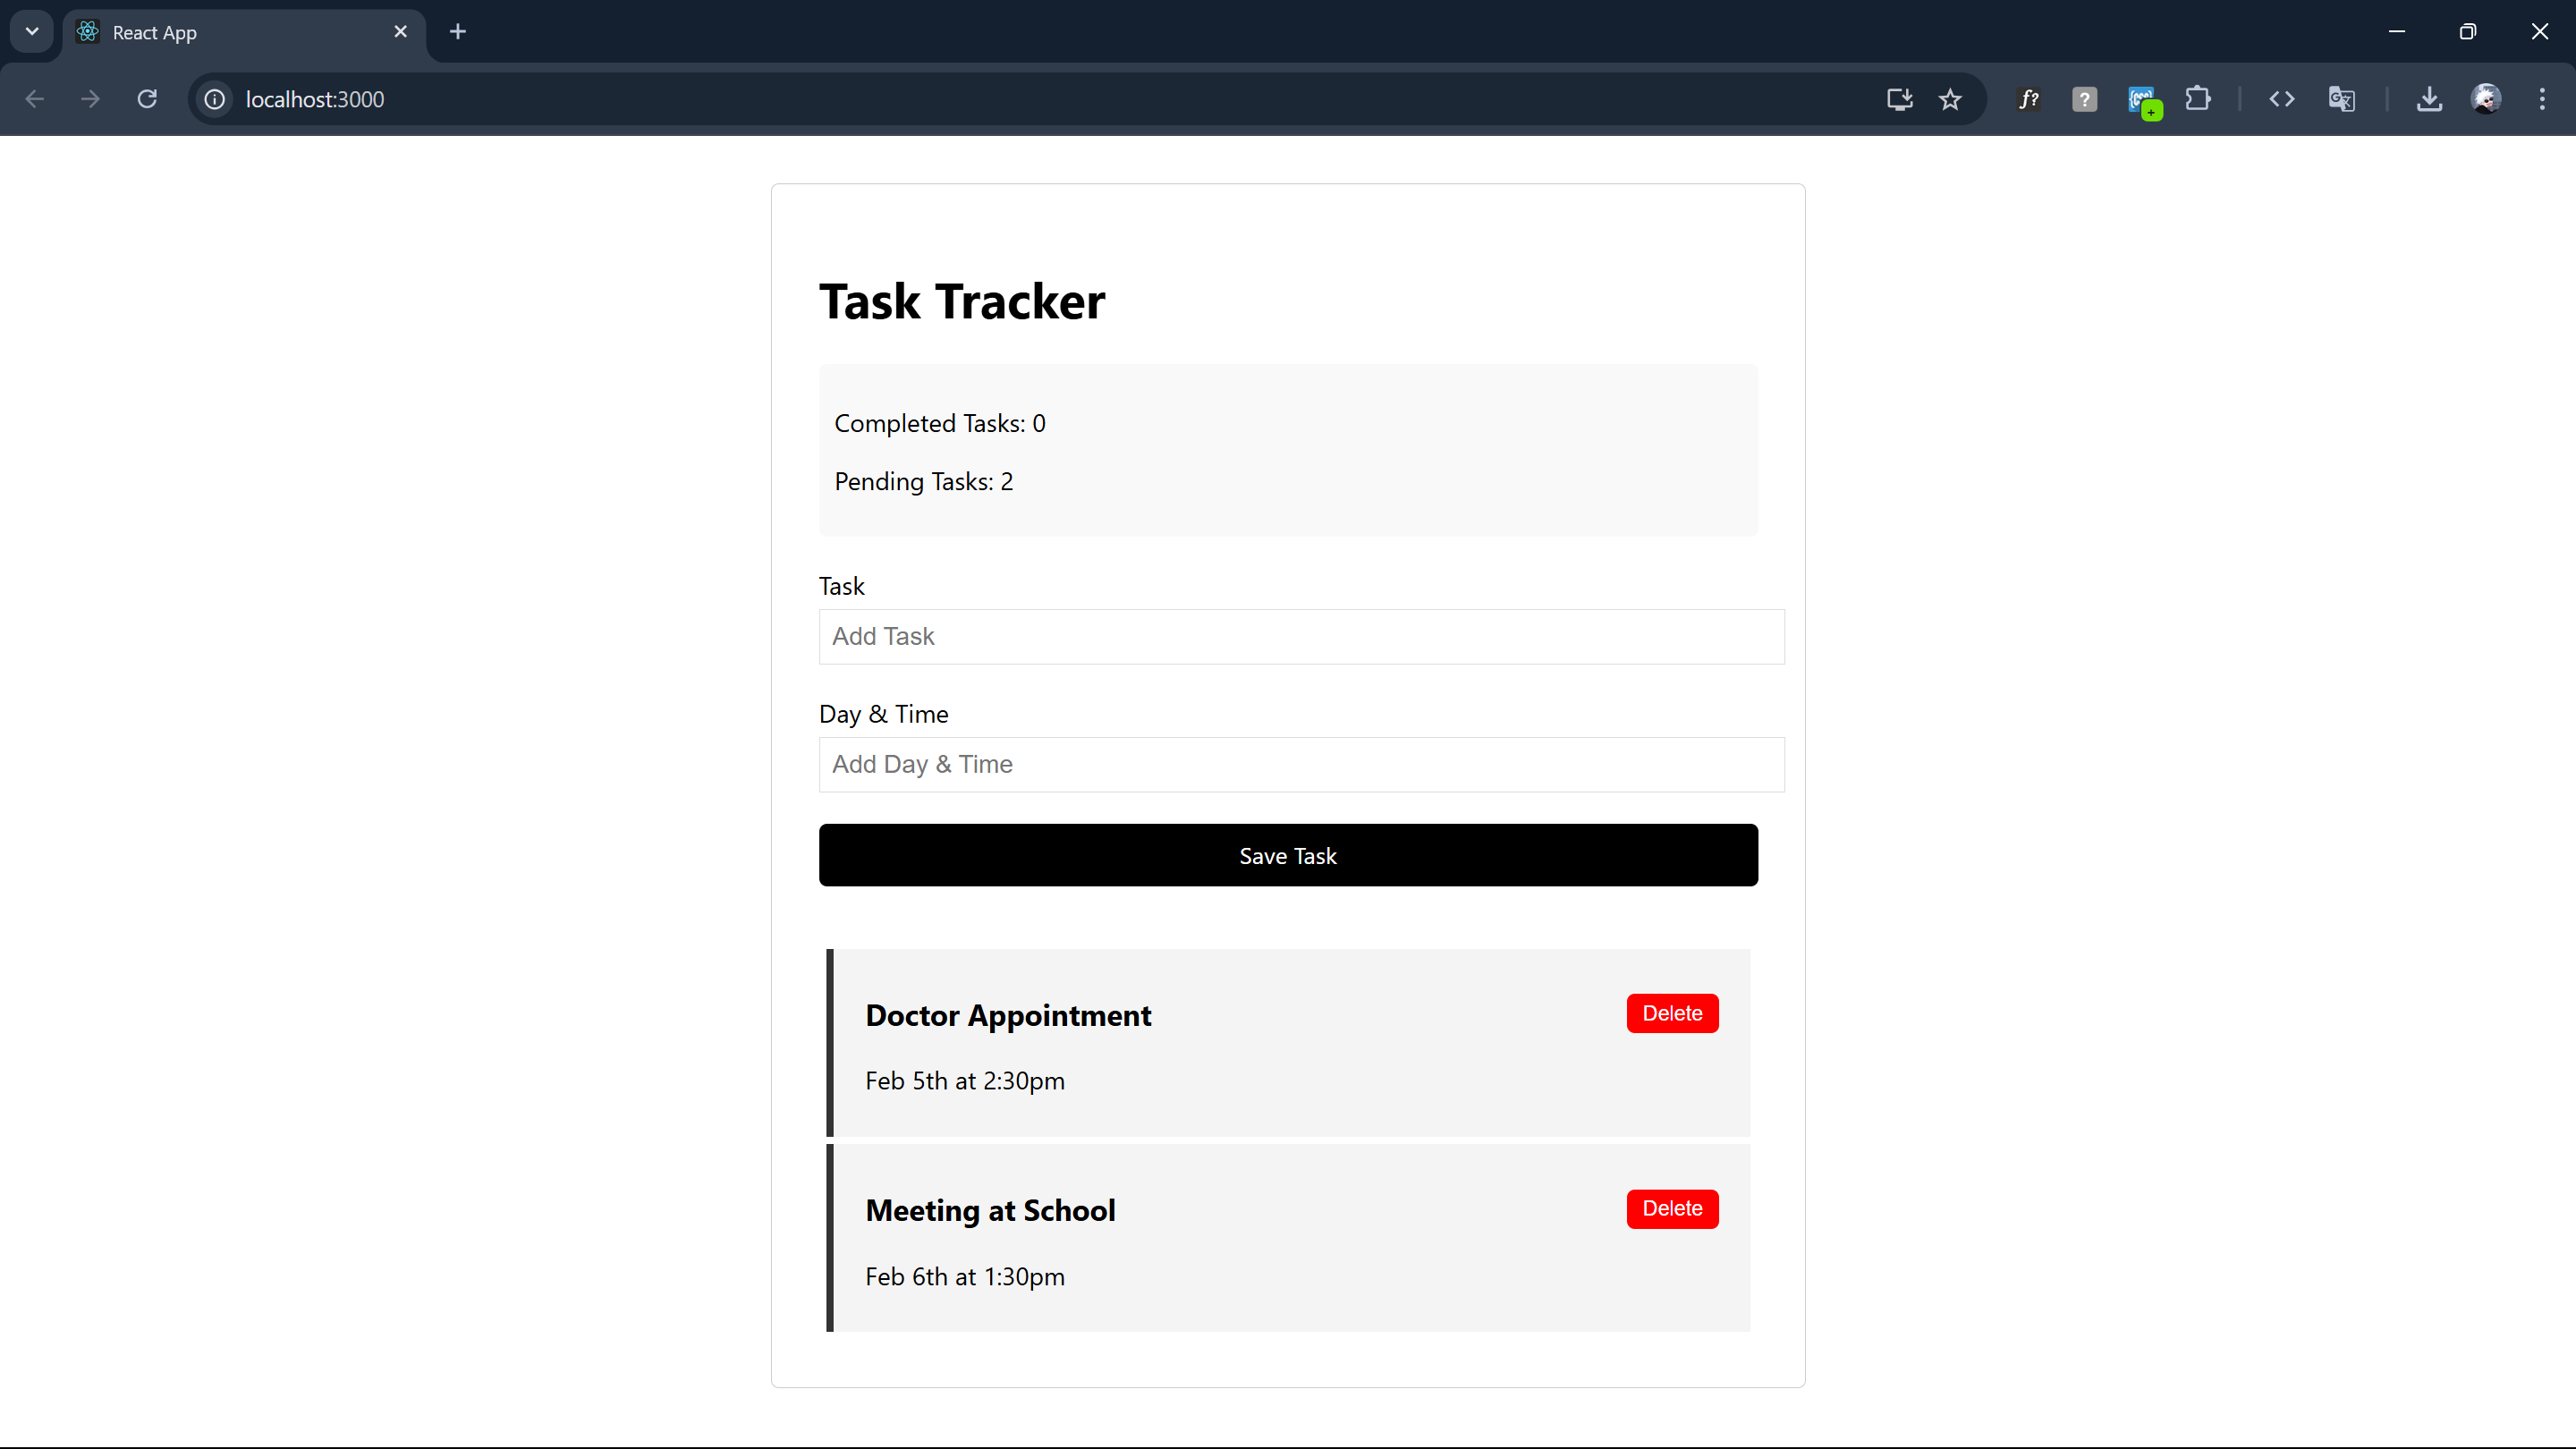 React App
localhost:3000
Task Tracker
Completed Tasks: 0
Pending Tasks: 2
Task
Add Task
Day & Time
Add Day & Time
Save Task
Doctor Appointment
Delete
Feb 5th at 2:30pm
Meeting at School
Delete
Feb 6th at 1:30pm